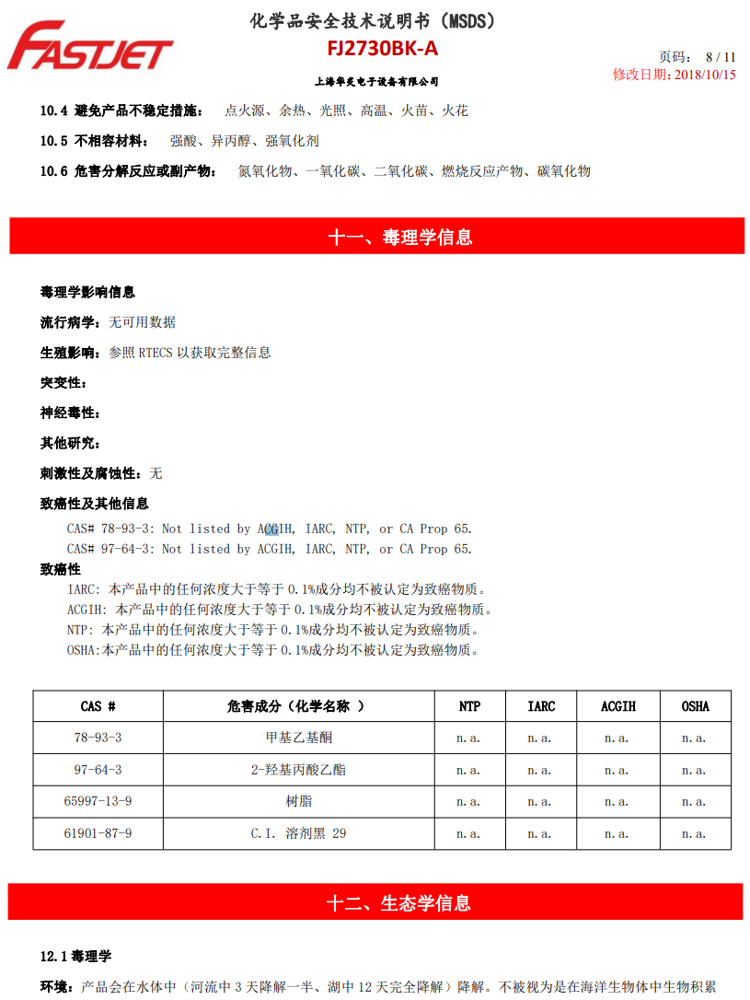 FASTJET
化学品安全技术说明书（MSDS）
FJ2730BK-A
上海华炙电子设备有限公司
页码： 8 / 11
修改日期：2018/10/15
10.4 避免产品不稳定措施： 点火源、余热、光照、高温、火苗、火花
10.5 不相容材料： 强酸、异丙醇、强氧化剂
10.6 危害分解反应或副产物： 氮氧化物、一氧化碳、二氧化碳、燃烧反应产物、碳氧化物
十一、毒理学信息
毒理学影响信息
流行病学：无可用数据
生殖影响：参照 RTECS 以获取完整信息
突变性：
神经毒性：
其他研究：
刺激性及腐蚀性：无
致癌性及其他信息
CAS# 78-93-3: Not listed by ACGIH, IARC, NTP, or CA Prop 65.
CAS# 97-64-3: Not listed by ACGIH, IARC, NTP, or CA Prop 65.
致癌性
IARC: 本产品中的任何浓度大于等于 0.1%成分均不被认定为致癌物质。
ACGIH: 本产品中的任何浓度大于等于 0.1%成分均不被认定为致癌物质。
NTP: 本产品中的任何浓度大于等于 0.1%成分均不被认定为致癌物质。
OSHA:本产品中的任何浓度大于等于 0.1%成分均不被认定为致癌物质。
CAS # 危害成分（化学名称 ） NTP IARC ACGIH OSHA
78-93-3 甲基乙基酮 n.a. n.a. n.a. n.a.
97-64-3 2-羟基丙酸乙酯 n.a. n.a. n.a. n.a.
65997-13-9 树脂 n.a. n.a. n.a. n.a.
61901-87-9 C.I. 溶剂黑 29 n.a. n.a. n.a. n.a.
十二、生态学信息
12.1 毒理学
环境：产品会在水体中（河流中 3 天降解一半、湖中 12 天完全降解）降解。不被视为是在海洋生物体中生物积累